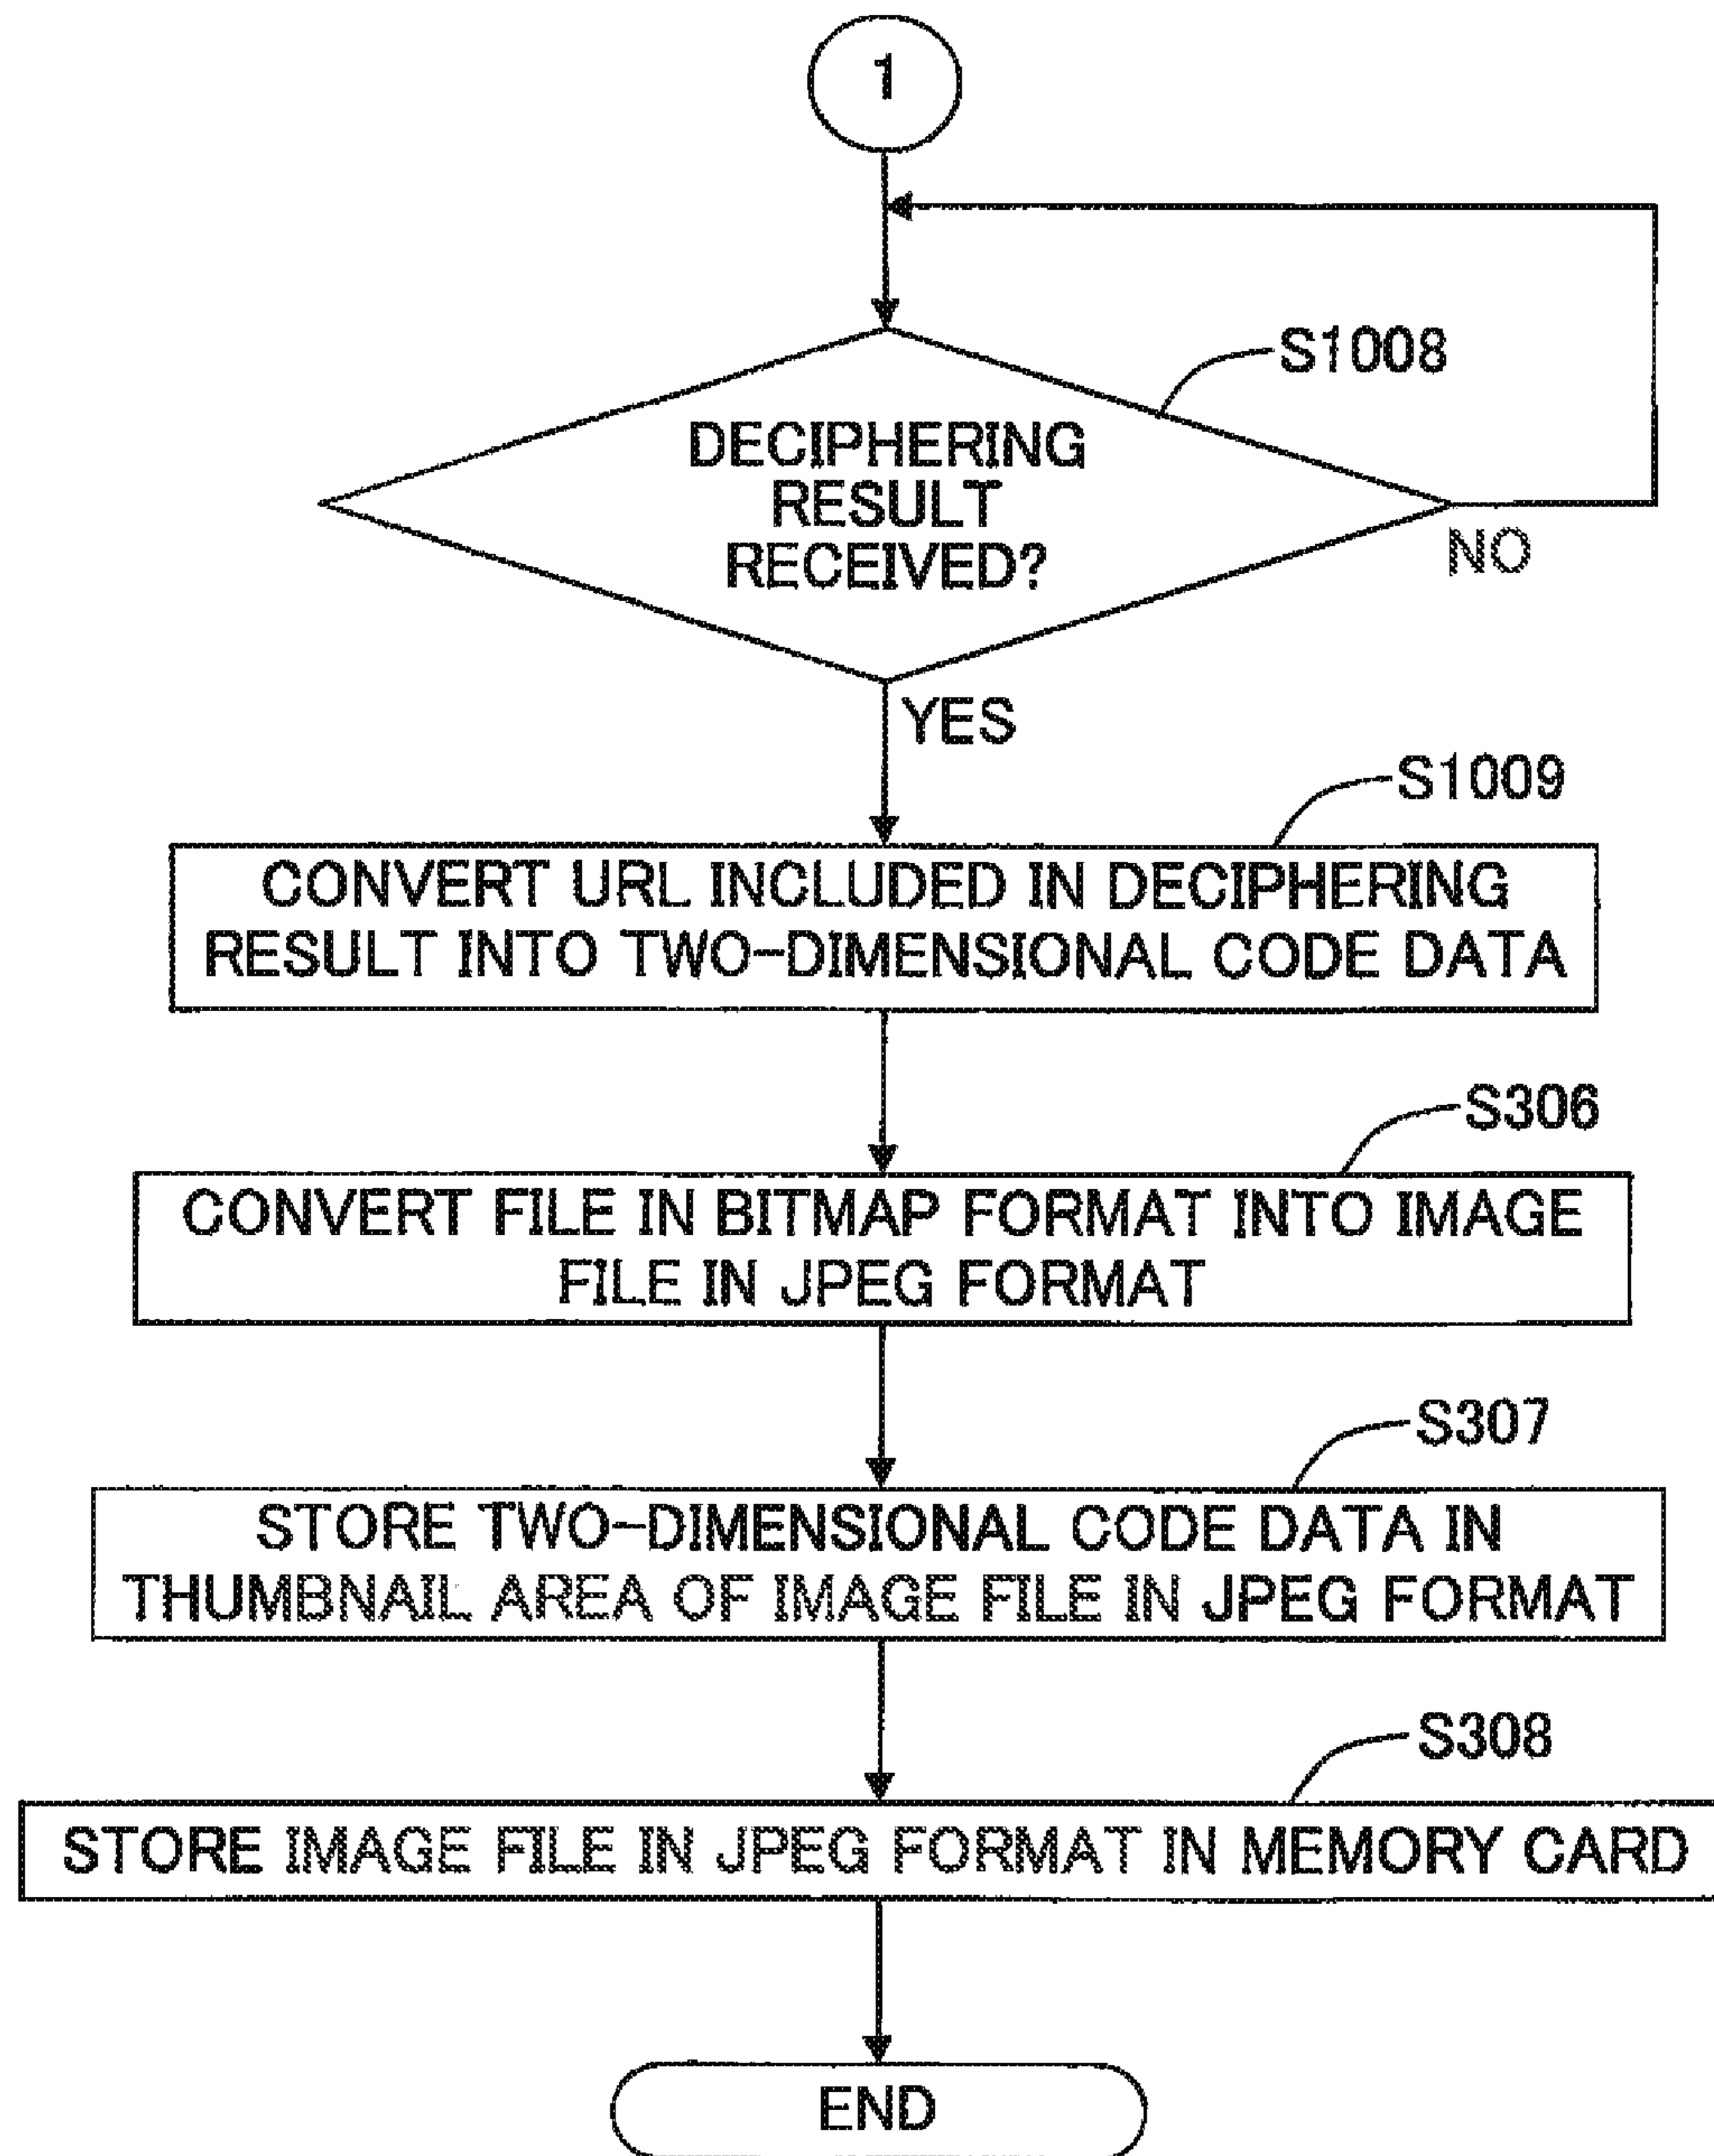 1
S1008
DECIPHERING
RESULT
RECEIVED?
NO
YES
S1009
CONVERT URL INCLUDED IN DECIPHERING
RESULT INTO TWO-DIMENSIONAL CODE DATA
S306
CONVERT FILE IN BITMAP FORMAT INTO IMAGE
FILE IN JPEG FORMAT
S307
STORE TWO-DIMENSIONAL CODE DATA IN
THUMBNAIL AREA OF IMAGE FILE IN JPEG FORMAT
S308
STORE IMAGE FILE IN JPEG FORMAT IN MEMORY CARD
END